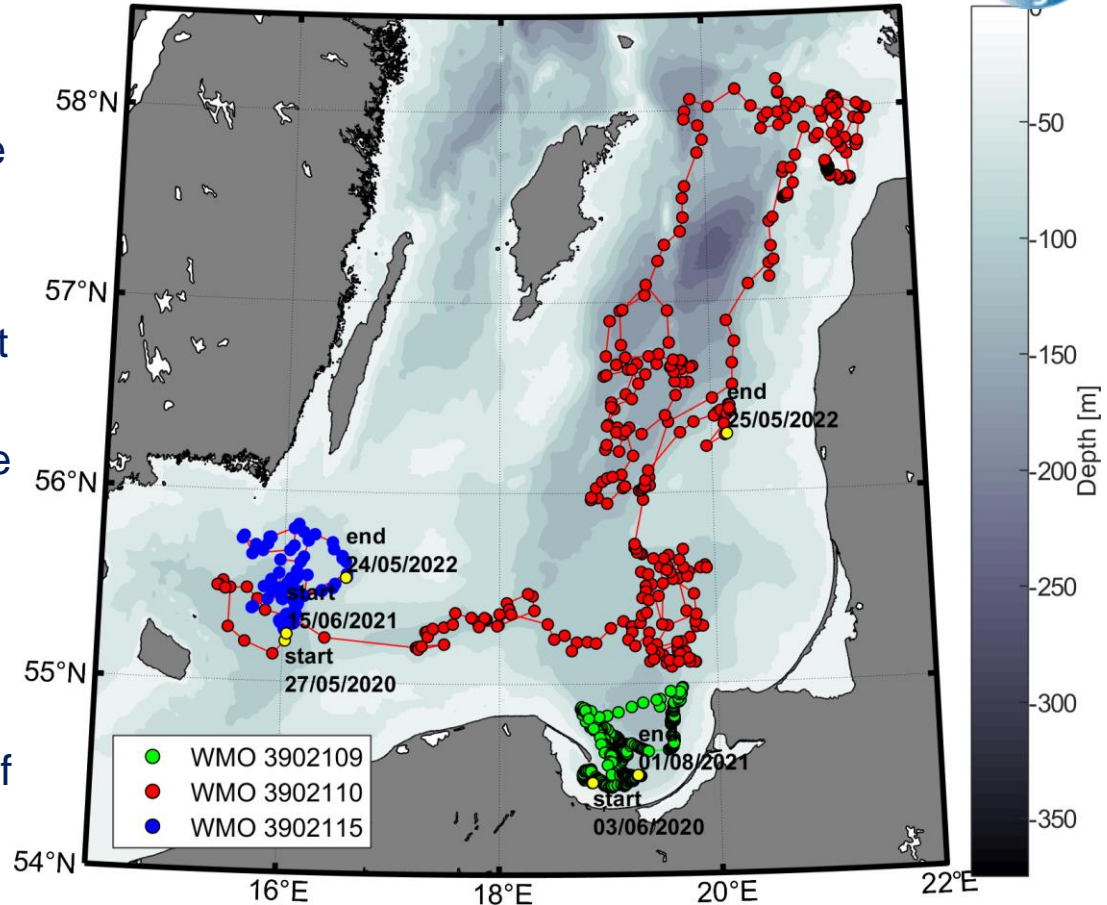 58°N
57°N
56°N
55°N
54°N
16°E
18°E
20°E
22°E
end
25/05/2022
end
24/05/2022
start
15/06/2021
start
27/05/2020
end
01/08/2021
start
03/06/2020
WMO 3902109
WMO 3902110
WMO 3902115
0
-50
-100
-150
-200
-250
-300
-350
Depth [m]
e
t
e
of